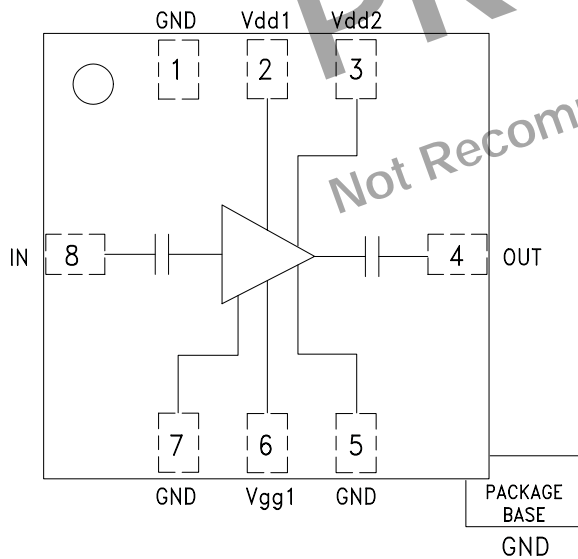 GND Vdd1 Vdd2
1 2 3
Not
IN 8 4 OUT
7 6 5
GND Vgg1 GND
PACKAGE
BASE
GND